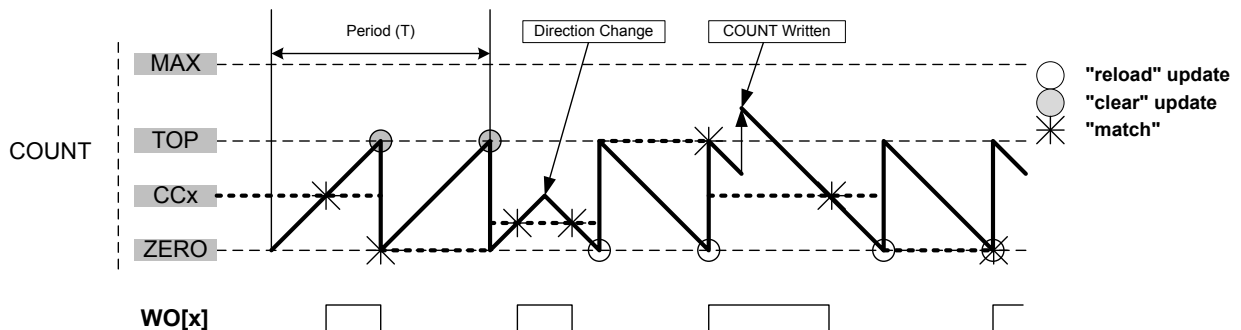 Period (T)
Direction Change
COUNT Written
MAX
"reload" update
"clear" update
"match"
TOP
COUNT
CCx
ZERO
WO[x]